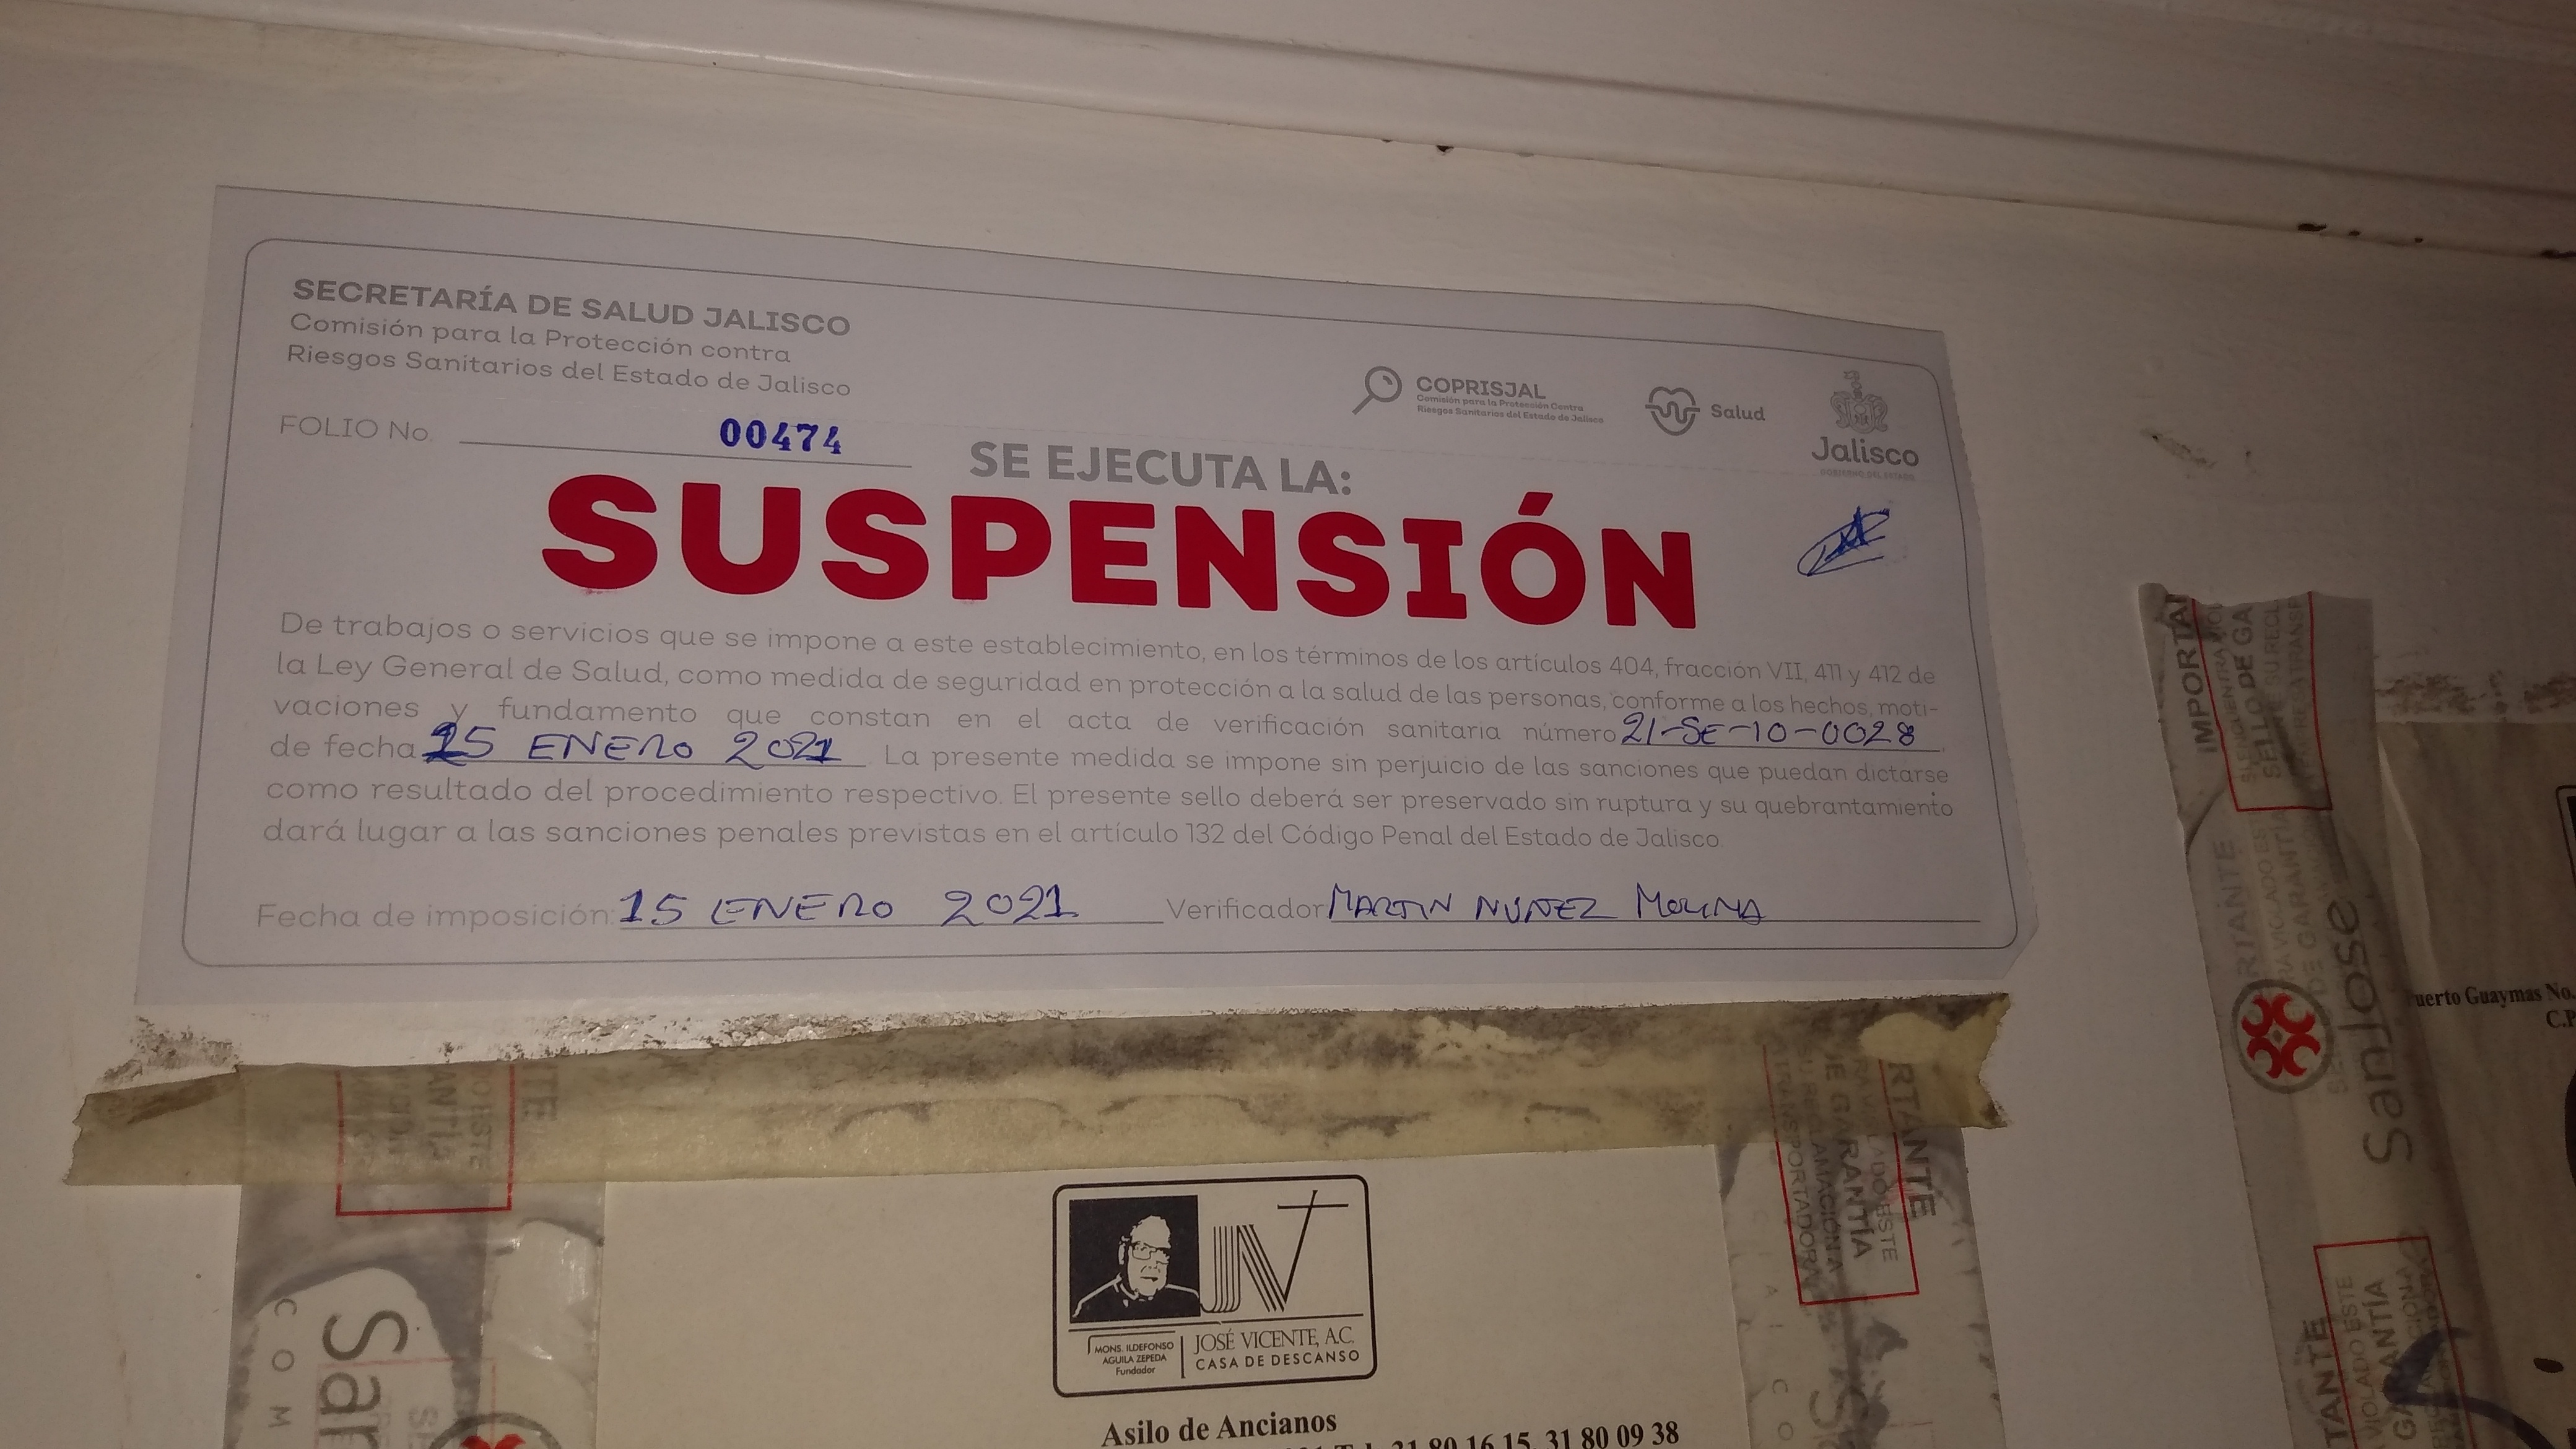 SECRETARÍA DE SALUD JALISCO
Comisión para la Protección contra
Riesgos Sanitarios del Estado de Jalisco
COPRISJAL
Comisión para la Protección Contra
Riesgos Sanitarios del Estado de Jalisco
Salud
Jalisco
GOBIERNO DEL ESTADO
FOLIO No. 00474
SE EJECUTA LA:
SUSPENSIÓN
De trabajos o servicios que se impone a este establecimiento, en los términos de los artículos 404, fracción VII, 411 y 412 de
la Ley General de Salud, como medida de seguridad en protección a la salud de las personas, conforme a los hechos, moti-
vaciones y fundamento que constan en el acta de verificación sanitaria número 21-SE-10-0028
de fecha 15 ENERO 2021. La presente medida se impone sin perjuicio de las sanciones que puedan dictarse
como resultado del procedimiento respectivo. El presente sello deberá ser preservado sin ruptura y su quebrantamiento
dará lugar a las sanciones penales previstas en el artículo 132 del Código Penal del Estado de Jalisco.
Fecha de imposición: 15 ENERO 2021 Verificador MARTIN NUÑEZ MOLINA
MONS. ILDEFONSO
AGUILA ZEPEDA
Fundador
JOSÉ VICENTE, A.C.
CASA DE DESCANSO
Asilo de Ancianos
31 80 16 15, 31 80 09 38
Puerto Guaymas No.
C.P
SanJose
RTANTE
DE GARANTÍA